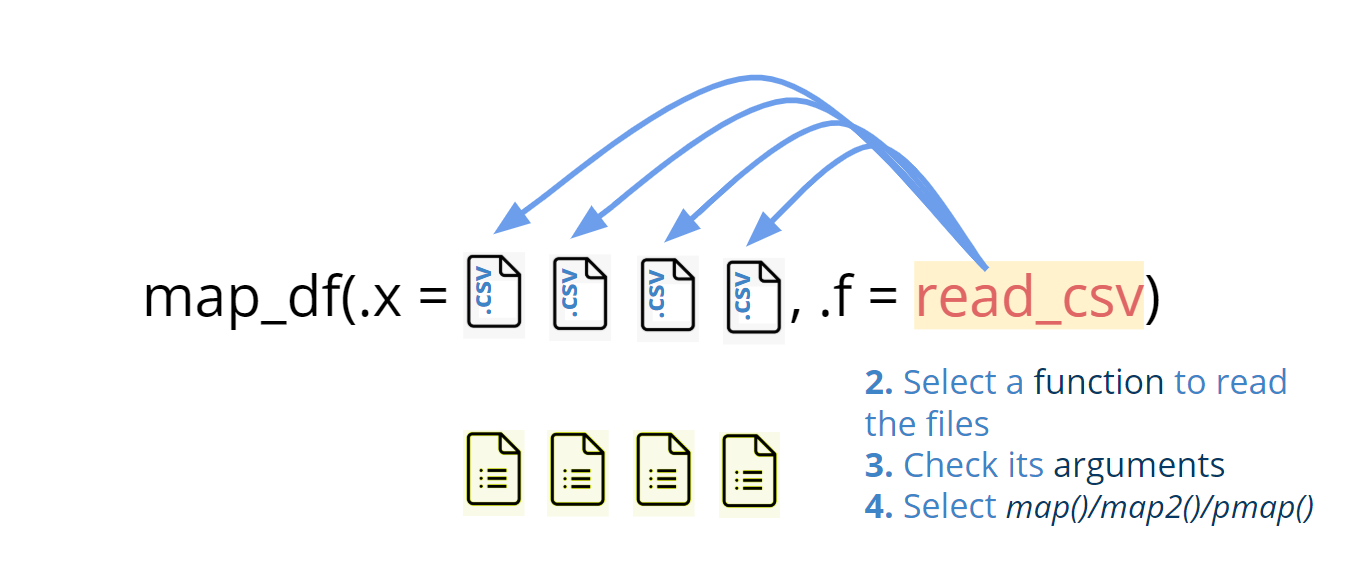 map_df(.x = .csv .csv .csv .csv , .f = read_csv)
2. Select a function to read
the files
3. Check its arguments
4. Select map()/map2()/pmap()